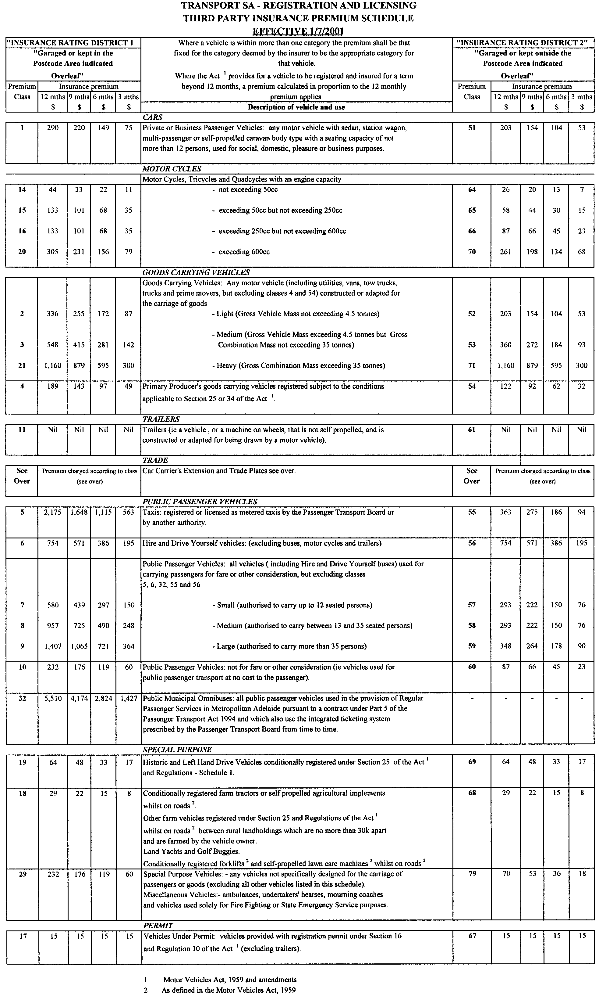 TRANSPORT SA - REGISTRATION AND LICENSING
THIRD PARTY INSURANCE PREMIUM SCHEDULE
EFFECTIVE 1/7/2001
"INSURANCE RATING DISTRICT 1
"Garaged or kept in the
Postcode Area indicated
Overleaf"
Premium Class
Insurance premium
12 mths 9 mths 6 mths 3 mths
$ $ $ $
Where a vehicle is within more than one category the premium shall be that
fixed for the category deemed by the insurer to be the appropriate category for
that vehicle.
Where the Act 1 provides for a vehicle to be registered and insured for a term
beyond 12 months, a premium calculated in proportion to the 12 monthly
premium applies.
Description of vehicle and use
"INSURANCE RATING DISTRICT 2"
"Garaged or kept outside the
Postcode Area indicated
Overleaf"
Premium Class
Insurance premium
12 mths 9 mths 6 mths 3 mths
$ $ $ $
CARS
1 290 220 149 75 Private or Business Passenger Vehicles: any motor vehicle with sedan, station wagon, 51 203 154 104 53
multi-passenger or self-propelled caravan body type with a seating capacity of not
more than 12 persons, used for social, domestic, pleasure or business purposes.
MOTOR CYCLES
Motor Cycles, Tricycles and Quadcycles with an engine capacity
14 44 33 22 11 - not exceeding 50cc 64 26 20 13 7
15 133 101 68 35 - exceeding 50cc but not exceeding 250cc 65 58 44 30 15
16 133 101 68 35 - exceeding 250cc but not exceeding 600cc 66 87 66 45 23
20 305 231 156 79 - exceeding 600cc 70 261 198 134 68
GOODS CARRYING VEHICLES
Goods Carrying Vehicles: Any motor vehicle (including utilities, vans, tow trucks,
trucks and prime movers, but excluding classes 4 and 54) constructed or adapted for
the carriage of goods
2 336 255 172 87 - Light (Gross Vehicle Mass not exceeding 4.5 tonnes) 52 203 154 104 53
- Medium (Gross Vehicle Mass exceeding 4.5 tonnes but Gross
3 548 415 281 142 Combination Mass not exceeding 35 tonnes) 53 360 272 184 93
21 1,160 879 595 300 - Heavy (Gross Combination Mass exceeding 35 tonnes) 71 1,160 879 595 300
4 189 143 97 49 Primary Producer's goods carrying vehicles registered subject to the conditions 54 122 92 62 32
applicable to Section 25 or 34 of the Act 1.
TRAILERS
11 Nil Nil Nil Nil Trailers (ie a vehicle , or a machine on wheels, that is not self propelled, and is 61 Nil Nil Nil Nil
constructed or adapted for being drawn by a motor vehicle).
TRADE
See Premium charged according to class Car Carrier's Extension and Trade Plates see over. See Premium charged according to class
Over (see over) Over (see over)
PUBLIC PASSENGER VEHICLES
5 2,175 1,648 1,115 563 Taxis: registered or licensed as metered taxis by the Passenger Transport Board or 55 363 275 186 94
by another authority.
6 754 571 386 195 Hire and Drive Yourself vehicles: (excluding buses, motor cycles and trailers) 56 754 571 386 195
Public Passenger Vehicles: all vehicles ( including Hire and Drive Yourself buses) used for
carrying passengers for fare or other consideration, but excluding classes
5, 6, 32, 55 and 56
7 580 439 297 150 - Small (authorised to carry up to 12 seated persons) 57 293 222 150 76
8 957 725 490 248 - Medium (authorised to carry between 13 and 35 seated persons) 58 293 222 150 76
9 1,407 1,065 721 364 - Large (authorised to carry more than 35 persons) 59 348 264 178 90
10 232 176 119 60 Public Passenger Vehicles: not for fare or other consideration (ie vehicles used for 60 87 66 45 23
public passenger transport at no cost to the passenger).
32 5,510 4,174 2,824 1,427 Public Municipal Omnibuses: all public passenger vehicles used in the provision of Regular - - - - -
Passenger Services in Metropolitan Adelaide pursuant to a contract under Part 5 of the
Passenger Transport Act 1994 and which also use the integrated ticketing system
prescribed by the Passenger Transport Board from time to time.
SPECIAL PURPOSE
19 64 48 33 17 Historic and Left Hand Drive Vehicles conditionally registered under Section 25 of the Act 1 69 64 48 33 17
and Regulations - Schedule 1.
18 29 22 15 8 Conditionally registered farm tractors or self propelled agricultural implements 68 29 22 15 8
whilst on roads 2.
Other farm vehicles registered under Section 25 and Regulations of the Act 1
whilst on roads 2 between rural landholdings which are no more than 30k apart
and are farmed by the vehicle owner.
Land Yachts and Golf Buggies.
Conditionally registered forklifts 2 and self-propelled lawn care machines 2 whilst on roads 2
29 232 176 119 60 Special Purpose Vehicles: - any vehicles not specifically designed for the carriage of 79 70 53 36 18
passengers or goods (excluding all other vehicles listed in this schedule).
Miscellaneous Vehicles:- ambulances, undertakers' hearses, mourning coaches
and vehicles used solely for Fire Fighting or State Emergency Service purposes.
PERMIT
17 15 15 15 15 Vehicles Under Permit: vehicles provided with registration permit under Section 16 67 15 15 15 15
and Regulation 10 of the Act 1 (excluding trailers).
1 Motor Vehicles Act, 1959 and amendments
2 As defined in the Motor Vehicles Act, 1959